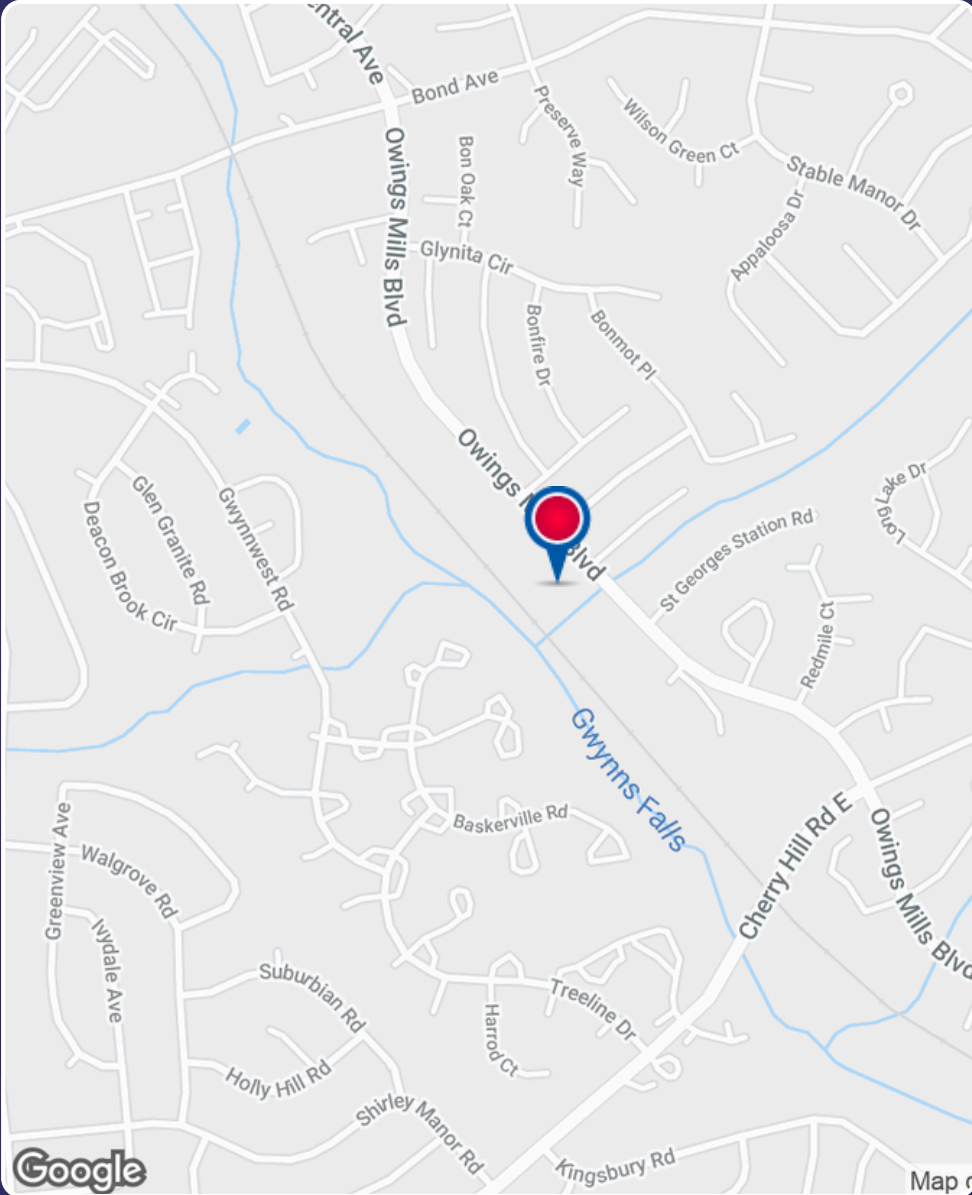 entral Ave
Bond Ave
Preserve Way
Wilson Green Ct
Owings Mills Blvd
Bon Oak Ct
Stable Manor Dr
Appaloosa Dr
Glynita Cir
Bonfire Dr
Bonmot Pl
Owings M
Blvd
Long Lake Dr
Glen Granite Rd
Gwynnwest Rd
Deacon Brook Cir
St Georges Station Rd
Redmile Ct
Gwynns Falls
Baskerville Rd
Cherry Hill Rd E
Owings Mills Blvd
Greenview Ave
Walgrove Rd
Ivydale Ave
Suburbian Rd
Treeline Dr
Harrod Ct
Holly Hill Rd
Shirley Manor Rd
Kingsbury Rd
Google
Map